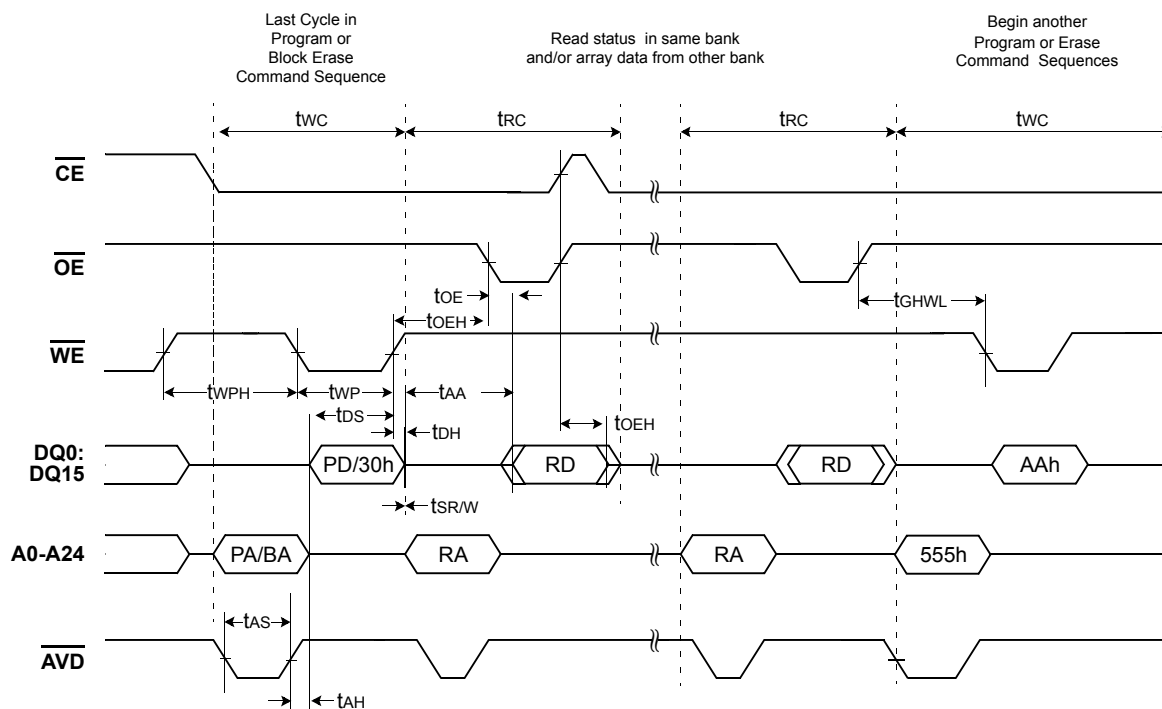 Last Cycle in
Program or
Block Erase
Command Sequence
Read status in same bank
and/or array data from other bank
Begin another
Program or Erase
Command Sequences
tWC
tRC
tRC
tWC
CE
OE
tOE
tOEH
tGHWL
WE
tWPH
tWP
tAA
tDS
tDH
tOEH
DQ0:
DQ15
PD/30h
RD
RD
AAh
tSR/W
A0-A24
PA/BA
RA
RA
555h
tAS
AVD
tAH